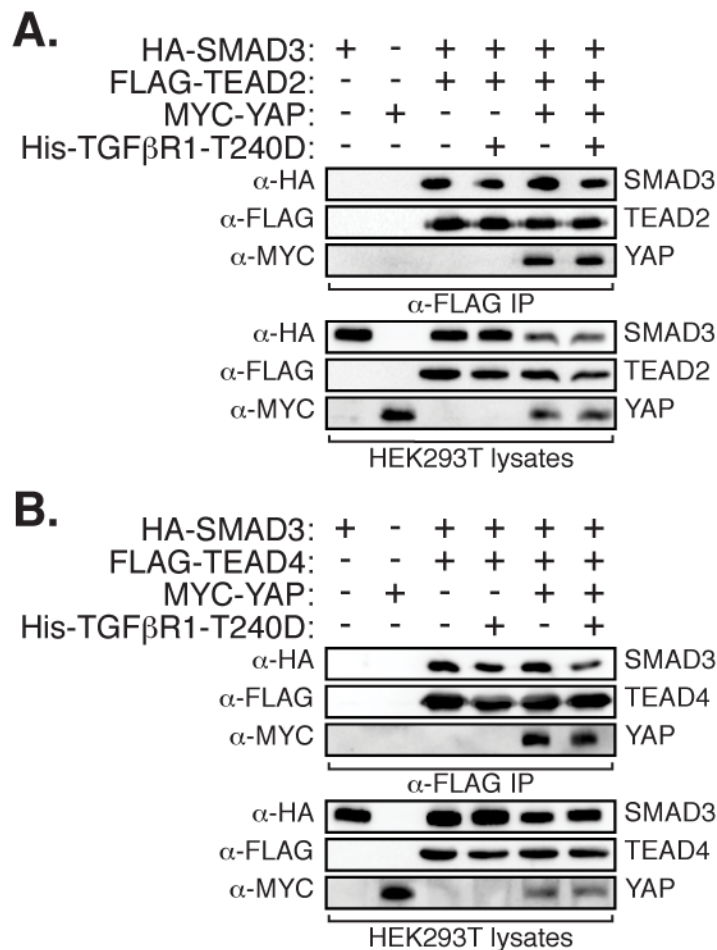 A.
HA-SMAD3: + - + + + +
FLAG-TEAD2: - - + + + +
MYC-YAP: - + - - + +
His-TGFβR1-T240D: - - - + - +
α-HA SMAD3
α-FLAG TEAD2
α-MYC YAP
α-FLAG IP
α-HA SMAD3
α-FLAG TEAD2
α-MYC YAP
HEK293T lysates
B.
HA-SMAD3: + - + + + +
FLAG-TEAD4: - - + + + +
MYC-YAP: - + - - + +
His-TGFβR1-T240D: - - - + - +
α-HA SMAD3
α-FLAG TEAD4
α-MYC YAP
α-FLAG IP
α-HA SMAD3
α-FLAG TEAD4
α-MYC YAP
HEK293T lysates